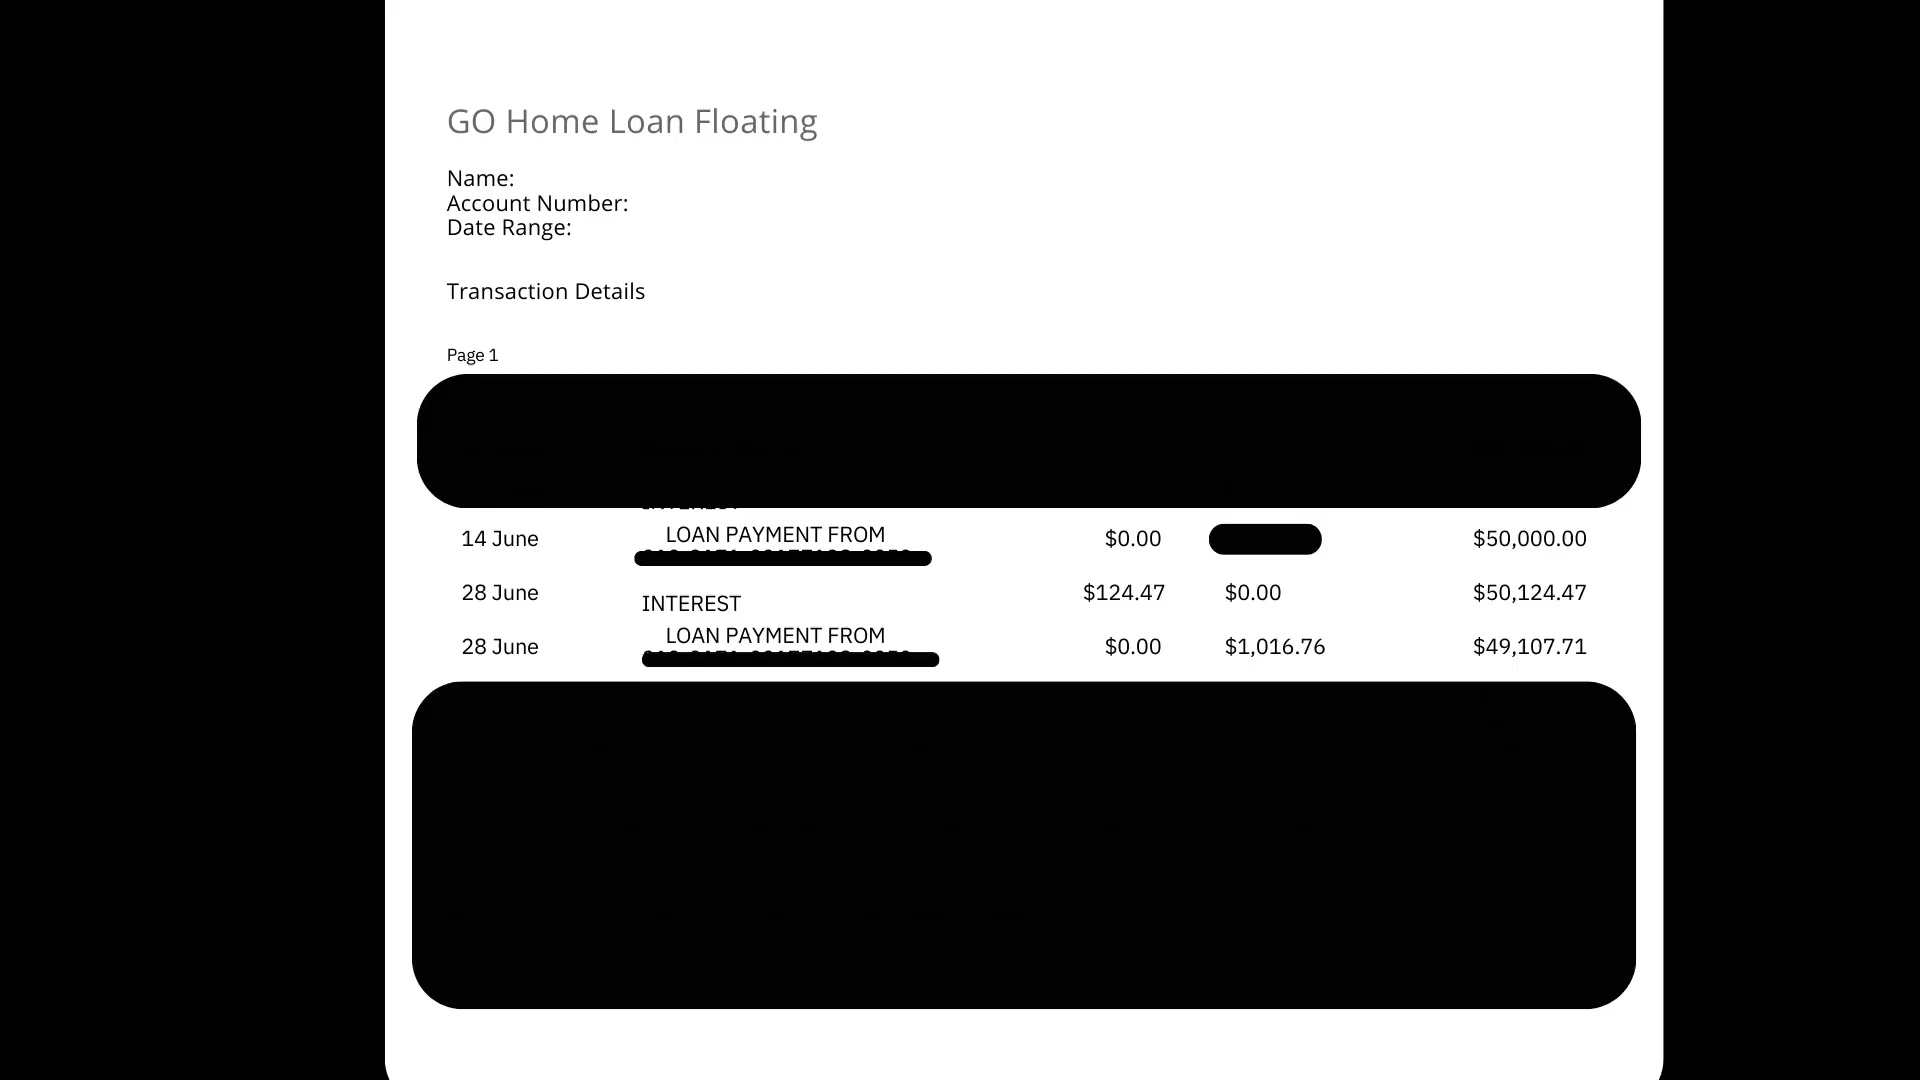 GO Home Loan Floating
Name:
Account Number:
Date Range:
Transaction Details
Page 1
14 June LOAN PAYMENT FROM $0.00 $50,000.00
28 June INTEREST $124.47 $0.00 $50,124.47
28 June LOAN PAYMENT FROM $0.00 $1,016.76 $49,107.71